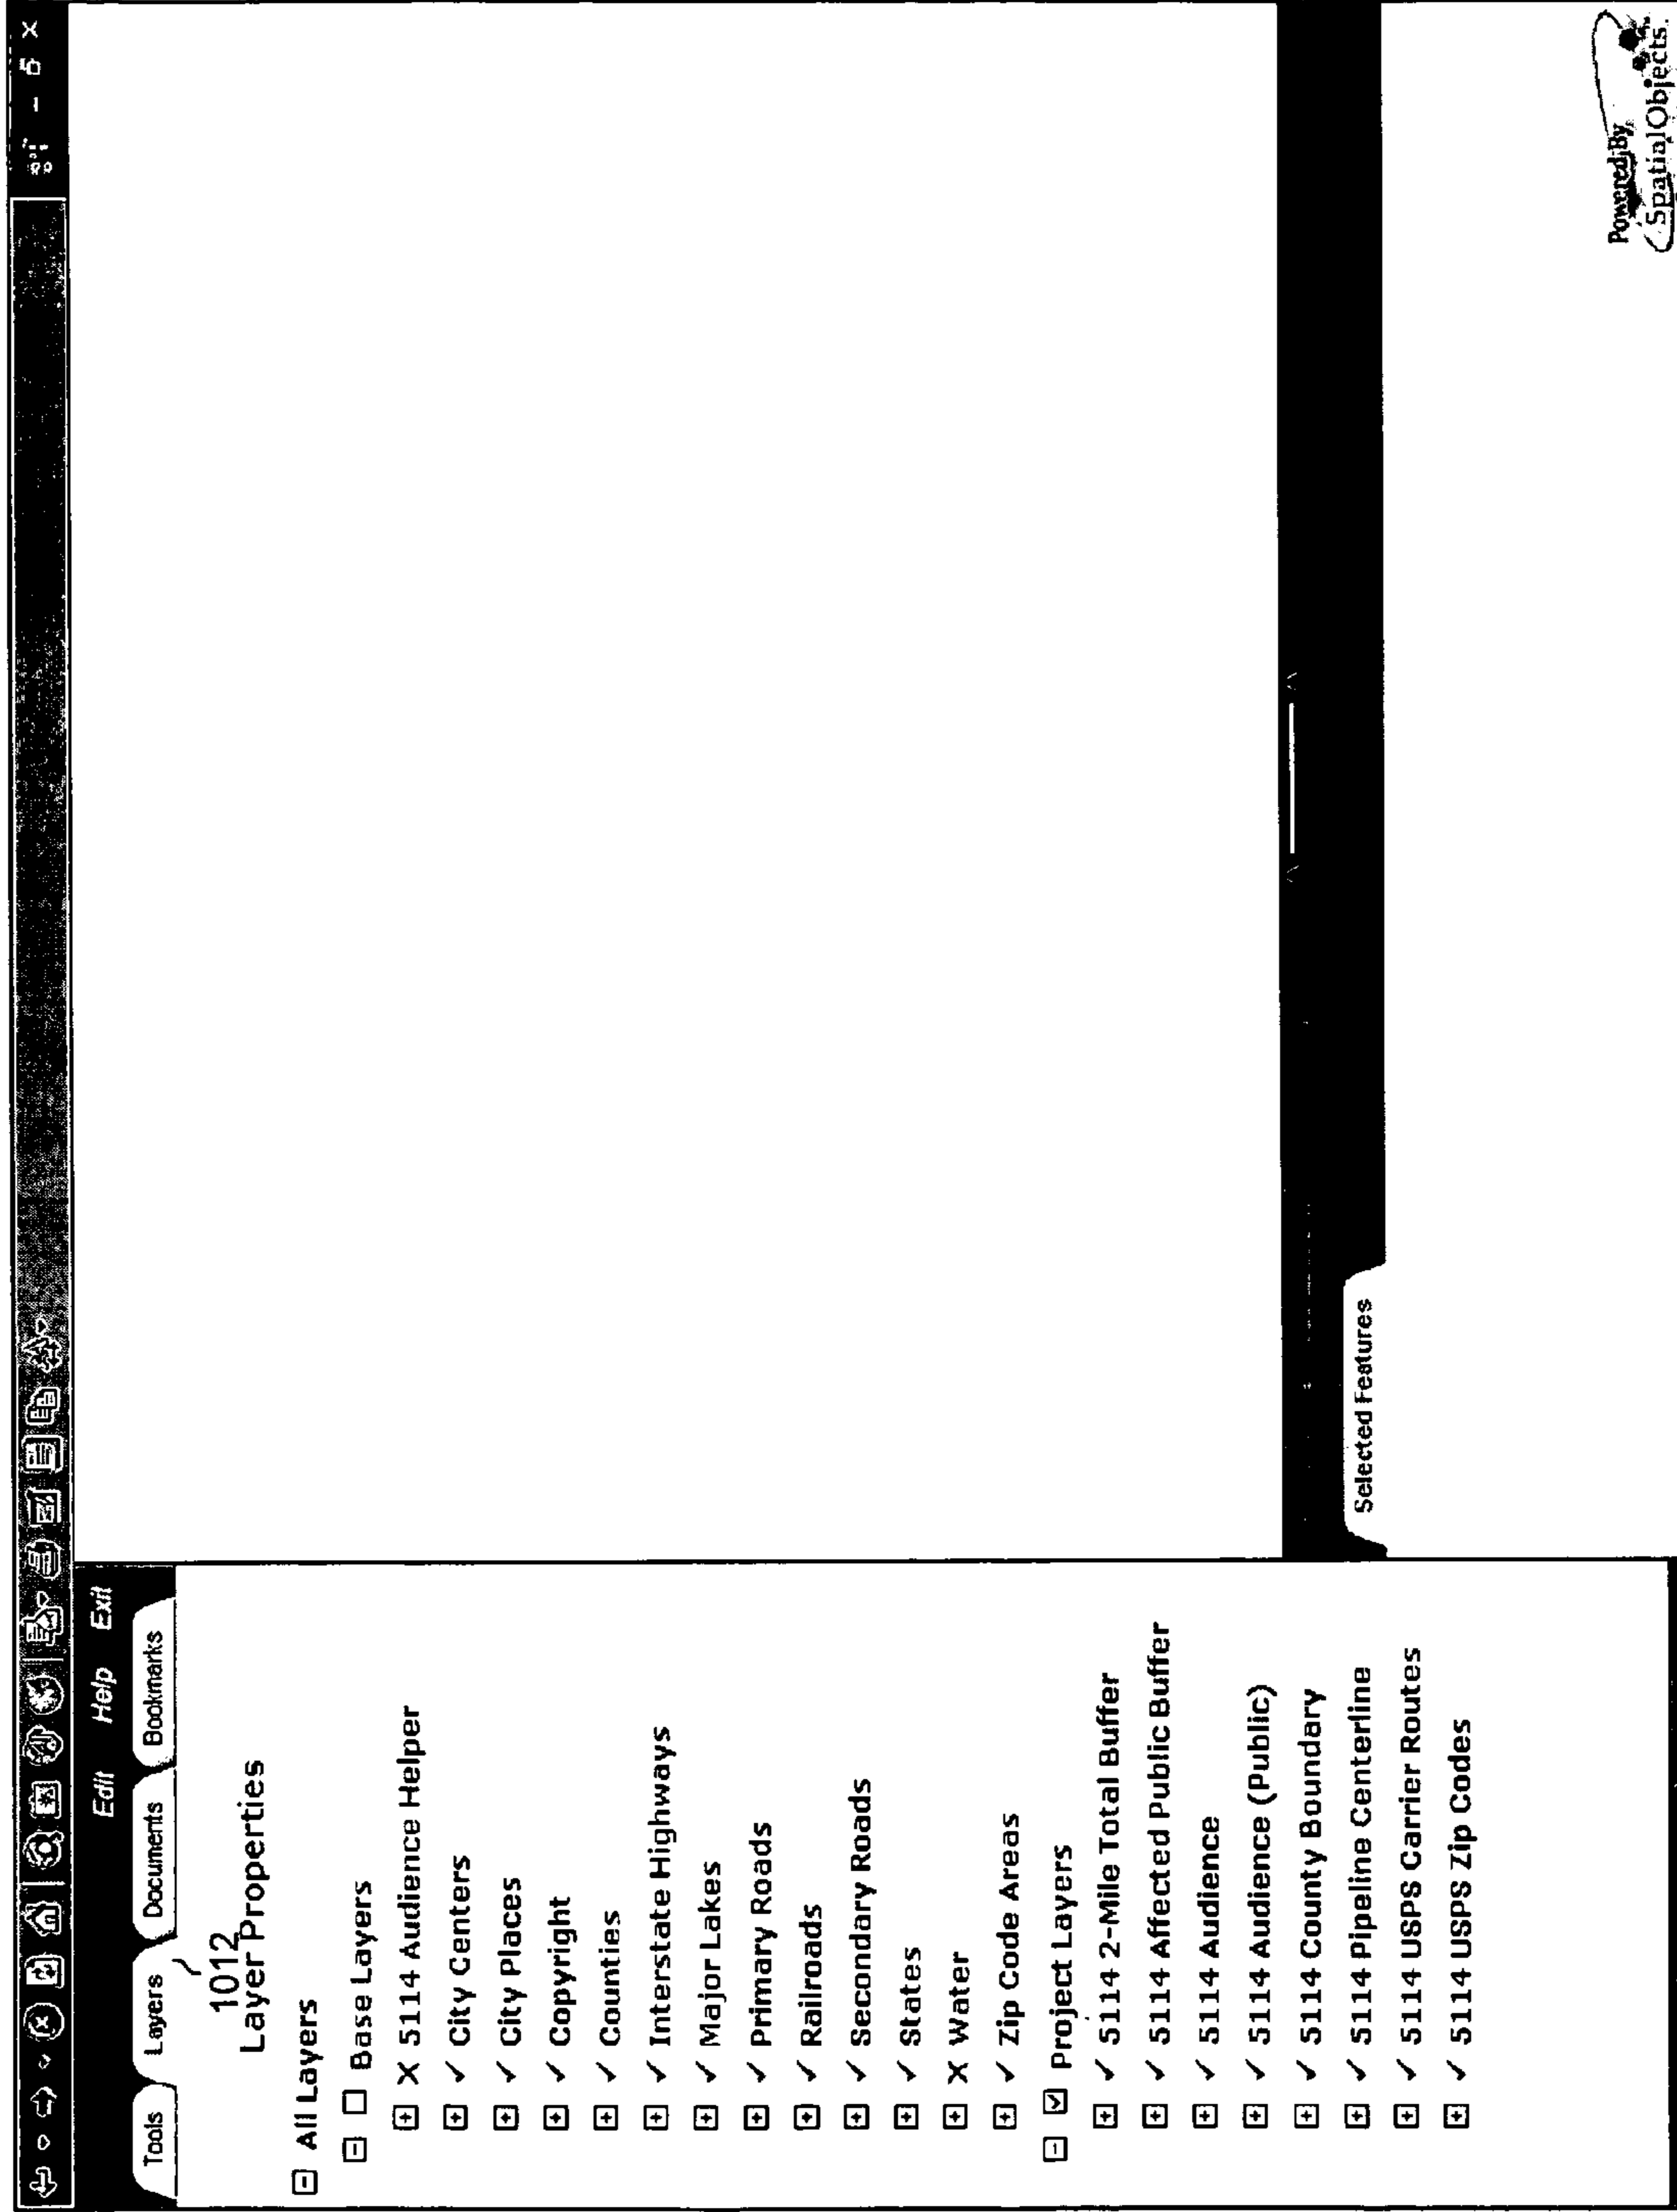 Edit Help Exit
Tools Layers Documents Bookmarks
1012
Layer Properties
All Layers
Base Layers
X 5114 Audience Helper
✓ City Centers
✓ City Places
✓ Copyright
✓ Counties
✓ Interstate Highways
✓ Major Lakes
✓ Primary Roads
✓ Railroads
✓ Secondary Roads
✓ States
X Water
✓ Zip Code Areas
Project Layers
✓ 5114 2-Mile Total Buffer
✓ 5114 Affected Public Buffer
✓ 5114 Audience
✓ 5114 Audience (Public)
✓ 5114 County Boundary
✓ 5114 Pipeline Centerline
✓ 5114 USPS Carrier Routes
✓ 5114 USPS Zip Codes
Selected Features
Powered By
SpatialObjects.